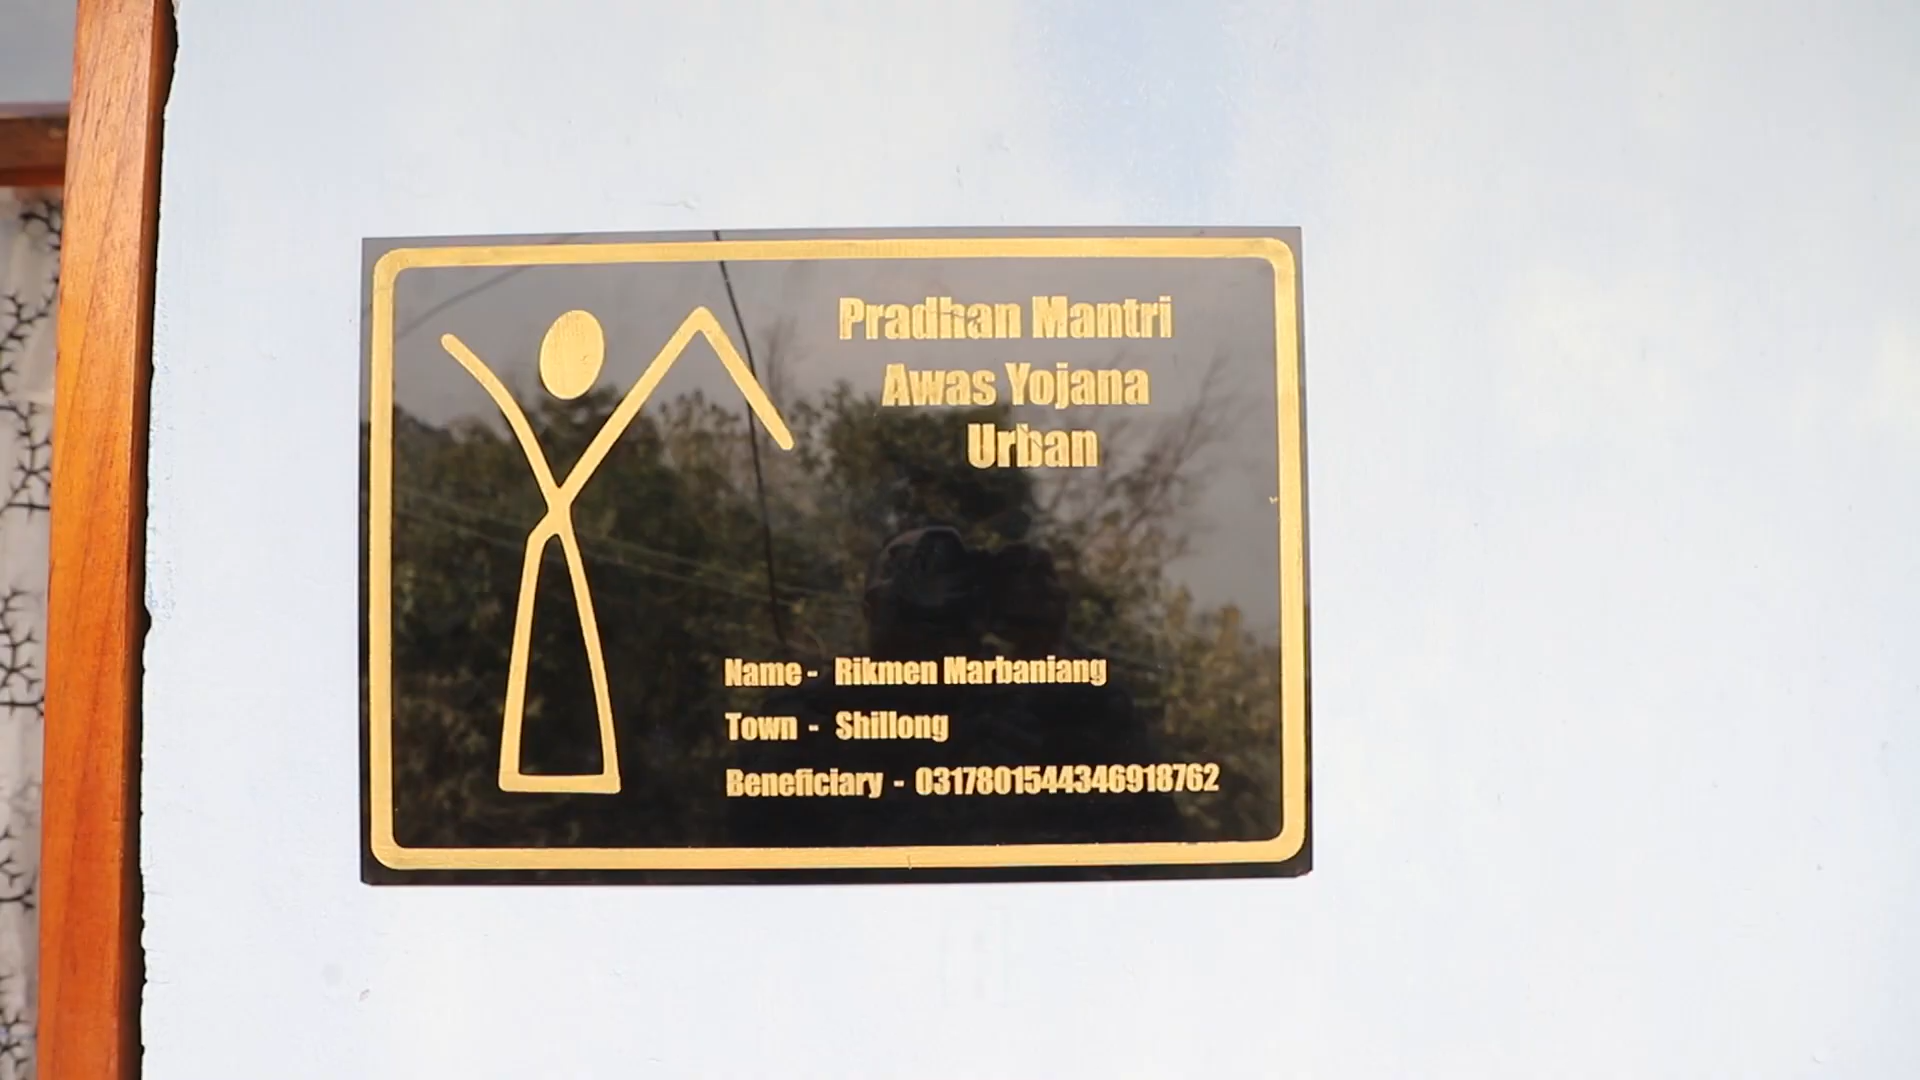 Pradhan Mantri
Awas Yojana
Urban
Name - Rikmen Marbaniang
Town - Shillong
Beneficiary - 0317801544346918762